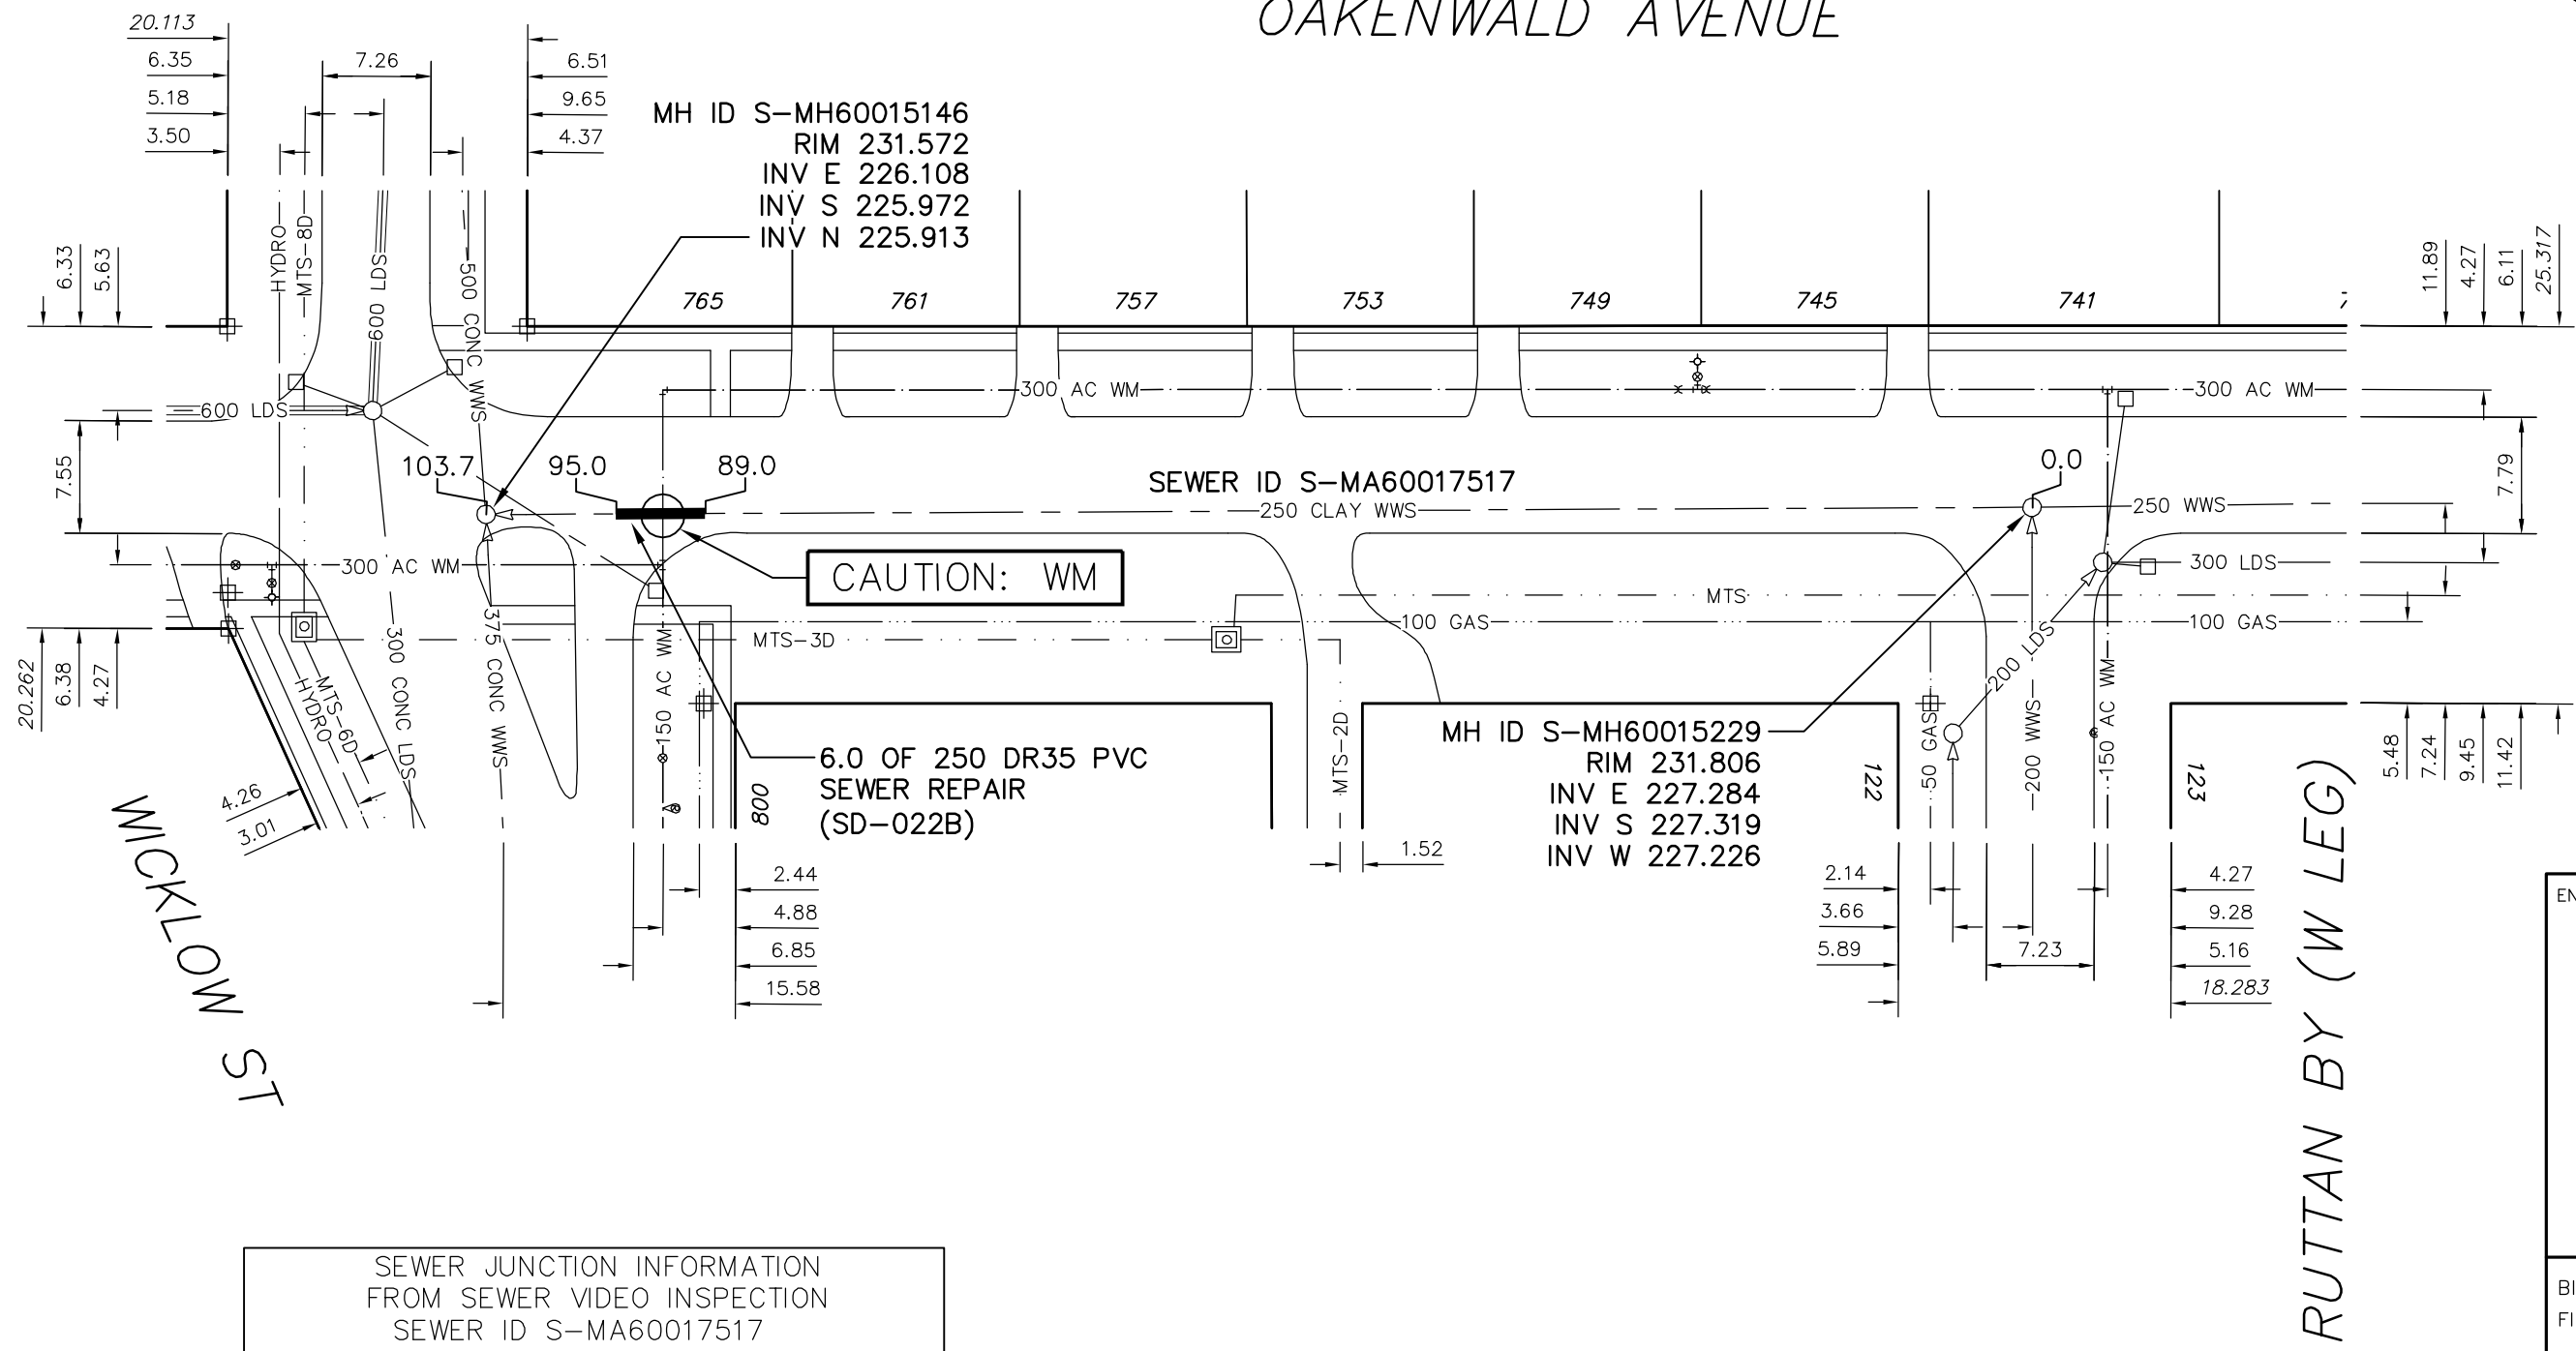 OAKENWALD AVENUE
20.113
6.35
5.18
3.50
7.26
6.51
9.65
4.37
MH ID S-MH60015146
RIM 231.572
INV E 226.108
INV S 225.972
INV N 225.913
6.33
5.63
HYDRO
MTS-8D
600 LDS
500 CONC WWS
765
761
757
753
749
745
741
11.89
4.27
6.11
25.317
600 LDS
300 AC WM
300 AC WM
7.55
103.7
95.0
89.0
SEWER ID S-MA60017517
250 CLAY WWS
0.0
250 WWS
7.79
300 AC WM
CAUTION: WM
300 LDS
MTS
100 GAS
100 GAS
MTS-3D
20.262
6.38
4.27
MTS-6D
HYDRO
300 CONC LDS
375 CONC WWS
150 AC WM
800
6.0 OF 250 DR35 PVC
SEWER REPAIR
(SD-022B)
MTS-2D
MH ID S-MH60015229
RIM 231.806
INV E 227.284
INV S 227.319
INV W 227.226
122
50 GAS
200 LDS
200 WWS
150 AC WM
123
5.48
7.24
9.45
11.42
4.26
3.01
WICKLOW ST
2.44
4.88
6.85
15.58
1.52
2.14
3.66
5.89
7.23
4.27
9.28
5.16
18.283
RUTTAN BY (W LEG)
SEWER JUNCTION INFORMATION
FROM SEWER VIDEO INSPECTION
SEWER ID S-MA60017517
EN
BI
FI